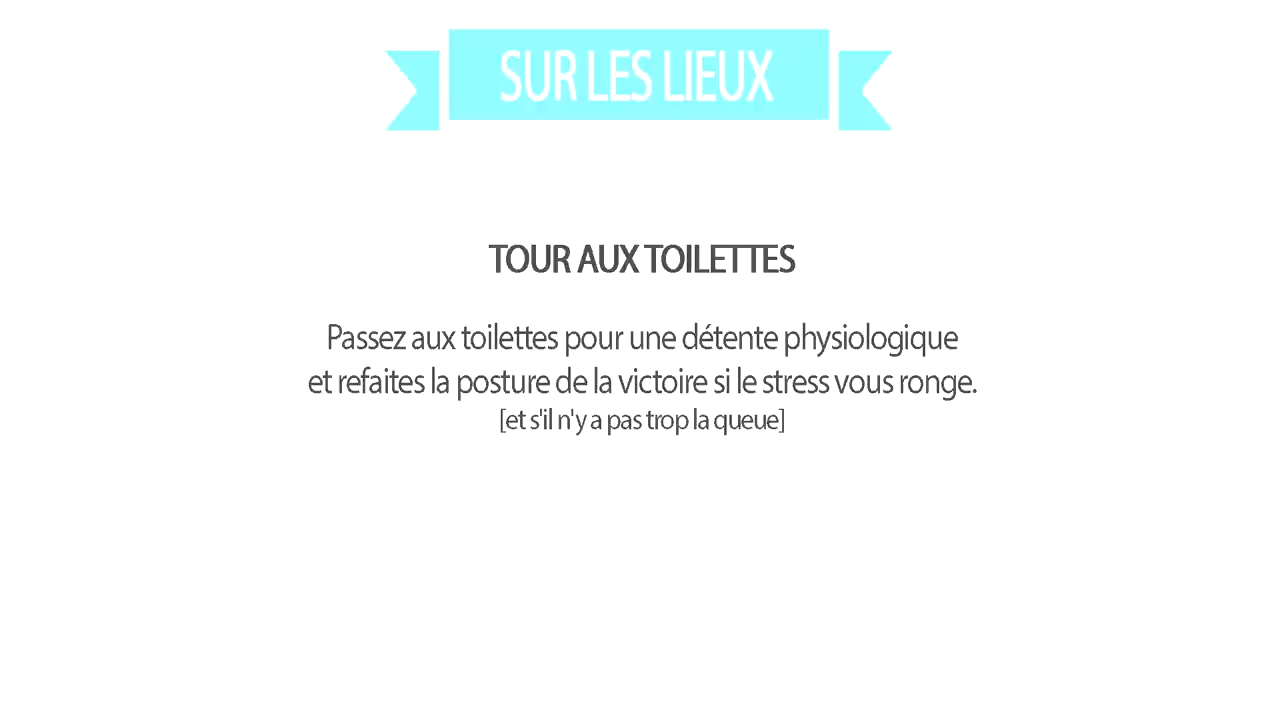 SUR LES LIEUX
TOUR AUX TOILETTES
Passez aux toilettes pour une détente physiologique
et refaites la posture de la victoire si le stress vous ronge.
[et s'il n'y a pas trop la queue]